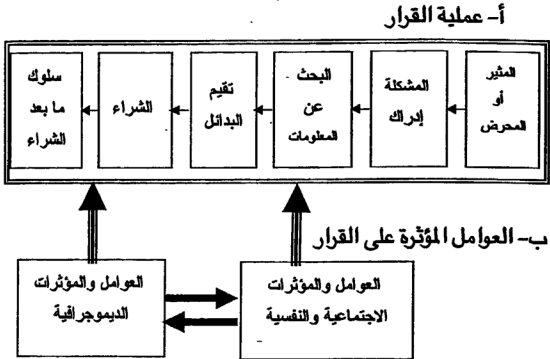 أ- عملية القرار
المثير
أو
المحرض
المشكلة
إدراك
البحث
عن
المعلومات
تقيم
البدائل
الشراء
سلوك
ما بعد
الشراء
ب- العوامل المؤثرة على القرار
العوامل والمؤثرات
الاجتماعية والنفسية
العوامل والمؤثرات
الديموجرافية